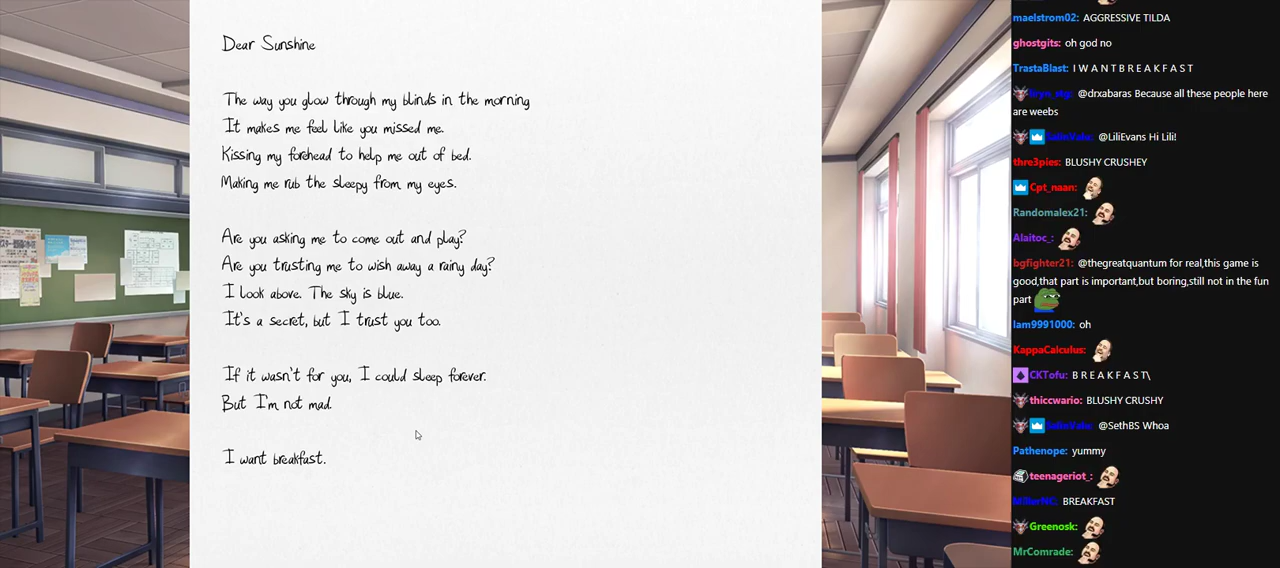 Dear Sunshine
The way you glow through my blinds in the morning
It makes me feel like you missed me.
Kissing my forehead to help me out of bed.
Making me rub the sleepy from my eyes.
Are you asking me to come out and play?
Are you trusting me to wish away a rainy day?
I look above. The sky is blue.
It's a secret, but I trust you too.
If it wasn't for you, I could sleep forever.
But I'm not mad.
I want breakfast.
maelstrom02: AGGRESSIVE TILDA
ghostgits: oh god no
TrastaBlast: I W A N T B R E A K F A S T
@drxabaras Because all these people here
are weebs
@LiliEvans Hi Lili!
thre3pies: BLUSHY CRUSHEY
Cpt_naan:
Randomalex21:
Alaitoc_:
bgfighter21: @thegreatquantum for real,this game is
good,that part is important,but boring,still not in the fun
part
Iam9991000: oh
KappaCalculus:
CKTofu: B R E A K F A S T\
thiccwario: BLUSHY CRUSHY
@SethBS Whoa
Pathenope: yummy
teenageriot_:
MillerNC: BREAKFAST
Greenosk:
MrComrade: